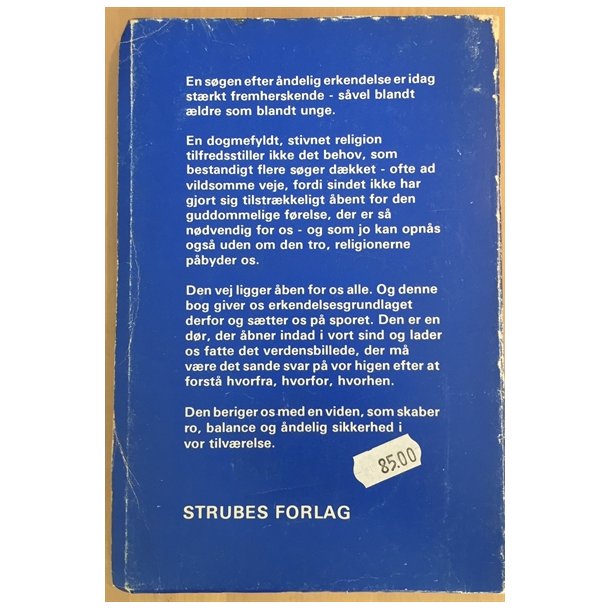 En søgen efter åndelig erkendelse er idag
stærkt fremherskende - såvel blandt
ældre som blandt unge.
En dogmefyldt, stivnet religion
tilfredsstiller ikke det behov, som
bestandigt flere søger dækket - ofte ad
vildsomme veje, fordi sindet ikke har
gjort sig tilstrækkeligt åbent for den
guddommelige førelse, der er så
nødvendig for os - og som jo kan opnås
også uden om den tro, religionerne
påbyder os.
Den vej ligger åben for os alle. Og denne
bog giver os erkendelsesgrundlaget
derfor og sætter os på sporet. Den er en
dør, der åbner indad i vort sind og lader
os fatte det verdensbillede, der må
være det sande svar på vor higen efter at
forstå hvorfra, hvorfor, hvorhen.
Den beriger os med en viden, som skaber
ro, balance og åndelig sikkerhed i
vor tilværelse.
85.00
STRUBES FORLAG